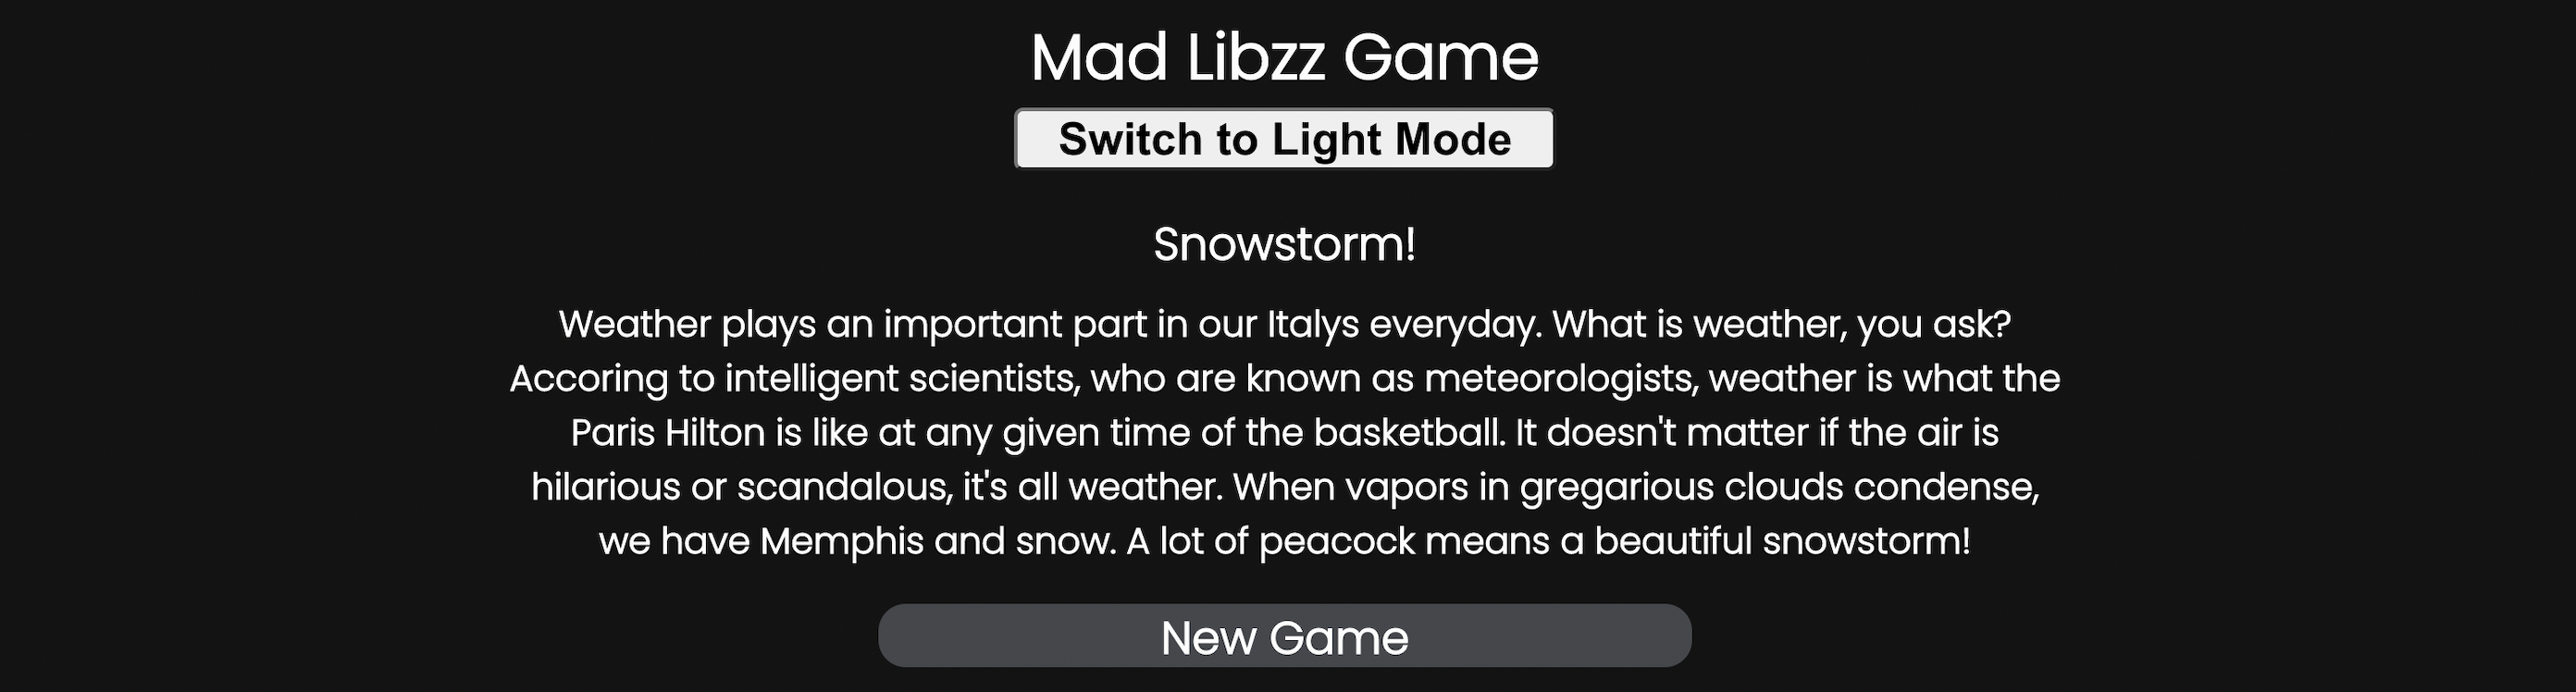 Mad Libzz Game
Switch to Light Mode
Snowstorm!
Weather plays an important part in our Italys everyday. What is weather, you ask?
Accoring to intelligent scientists, who are known as meteorologists, weather is what the
Paris Hilton is like at any given time of the basketball. It doesn't matter if the air is
hilarious or scandalous, it's all weather. When vapors in gregarious clouds condense,
we have Memphis and snow. A lot of peacock means a beautiful snowstorm!
New Game